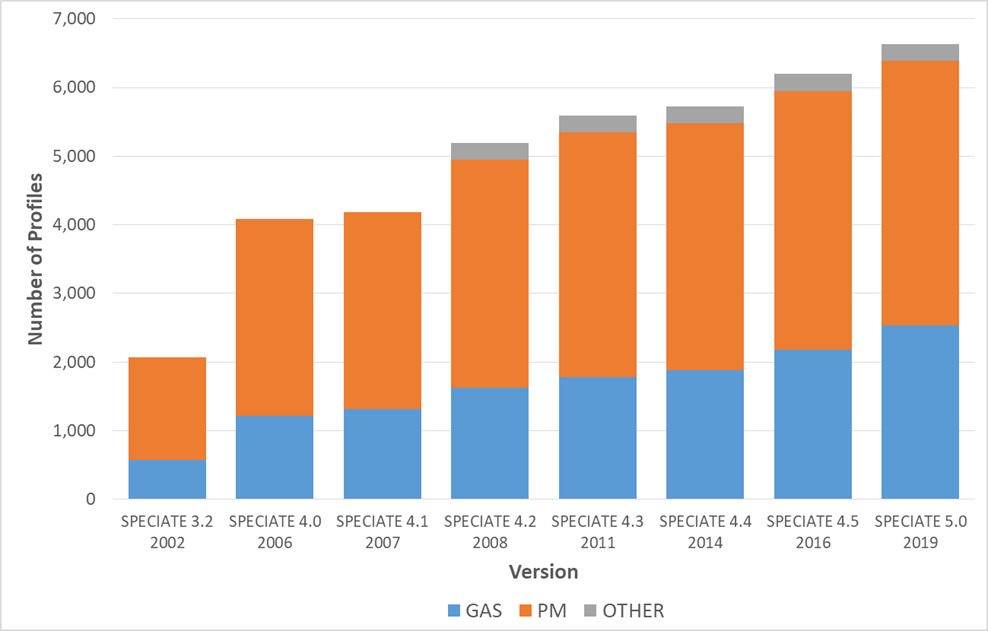 7,000
6,000
5,000
4,000
3,000
2,000
1,000
0
Number of Profiles
SPECIATE 3.2 SPECIATE 4.0 SPECIATE 4.1 SPECIATE 4.2 SPECIATE 4.3 SPECIATE 4.4 SPECIATE 4.5 SPECIATE 5.0
2002 2006 2007 2008 2011 2014 2016 2019
Version
GAS PM OTHER